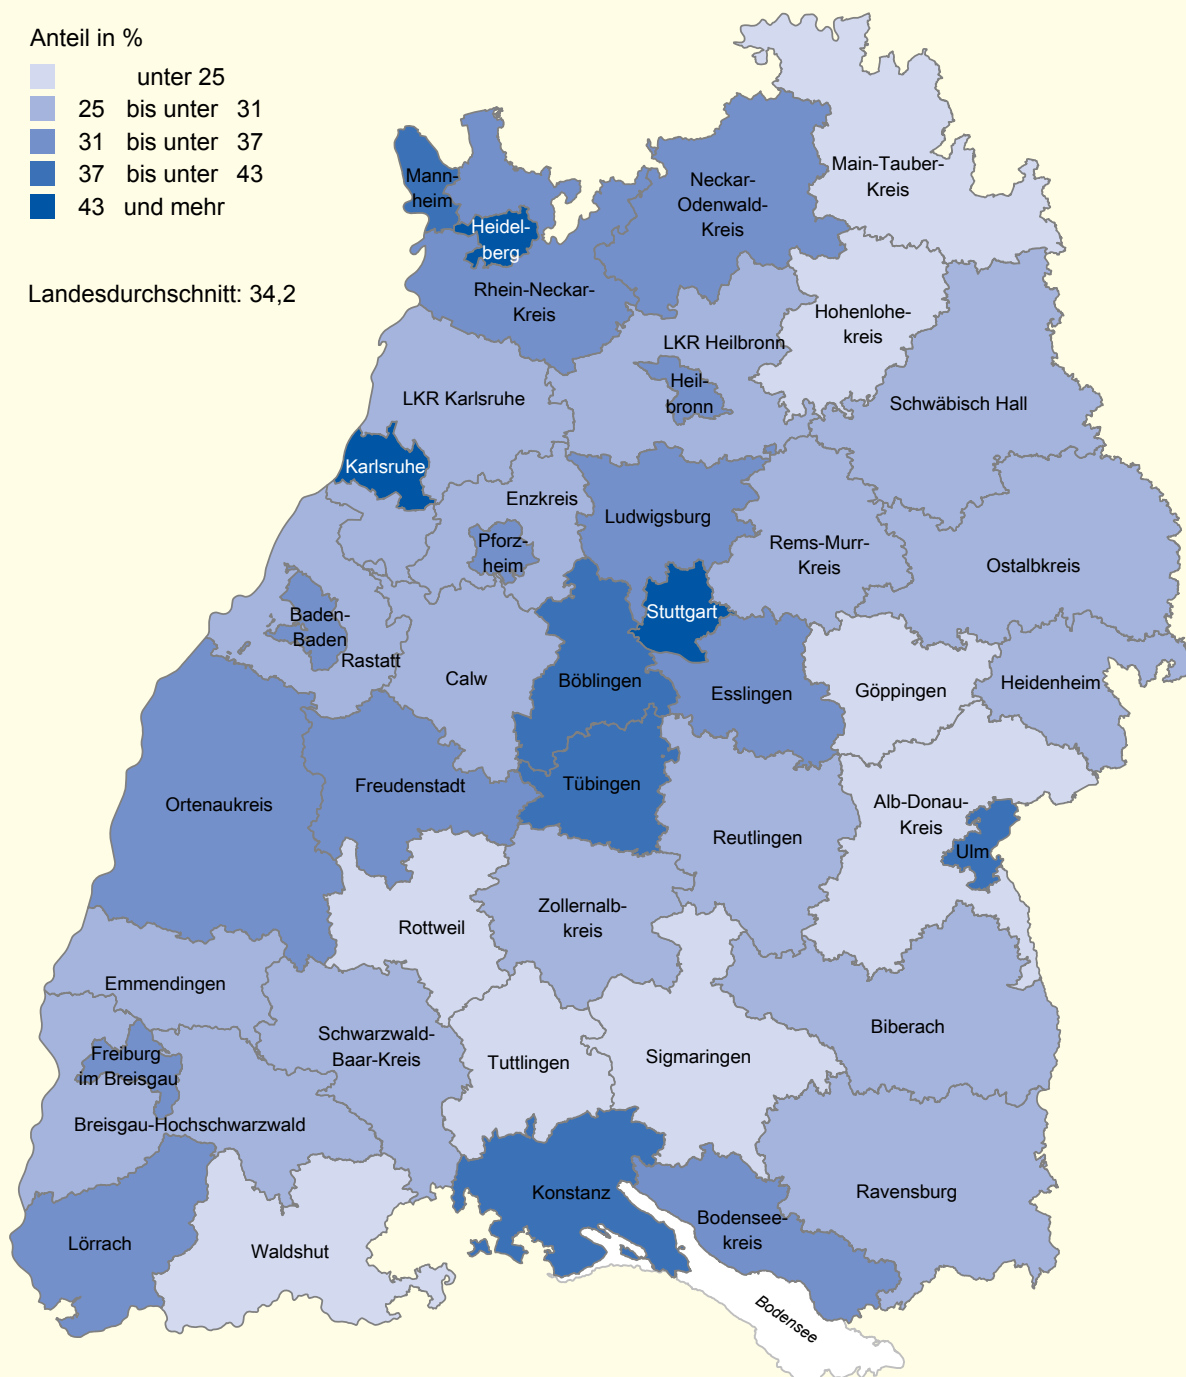 Anteil in %
unter 25
25 bis unter 31
31 bis unter 37
37 bis unter 43
43 und mehr
Landesdurchschnitt: 34,2
Main-Tauber-
Kreis
Mann-
heim
Neckar-
Odenwald-
Kreis
Heidel-
berg
Rhein-Neckar-
Kreis
Hohenlohe-
kreis
LKR Heilbronn
Heil-
bronn
LKR Karlsruhe
Schwäbisch Hall
Karlsruhe
Enzkreis
Ludwigsburg
Pforz-
heim
Rems-Murr-
Kreis
Ostalbkreis
Baden-
Baden
Stuttgart
Rastatt
Calw
Böblingen
Esslingen
Göppingen
Heidenheim
Ortenaukreis
Freudenstadt
Tübingen
Reutlingen
Alb-Donau-
Kreis
Ulm
Rottweil
Zollernalb-
kreis
Emmendingen
Biberach
Schwarzwald-
Baar-Kreis
Tuttlingen
Sigmaringen
Freiburg
im Breisgau
Breisgau-Hochschwarzwald
Konstanz
Ravensburg
Bodensee-
kreis
Lörrach
Waldshut
Bodensee